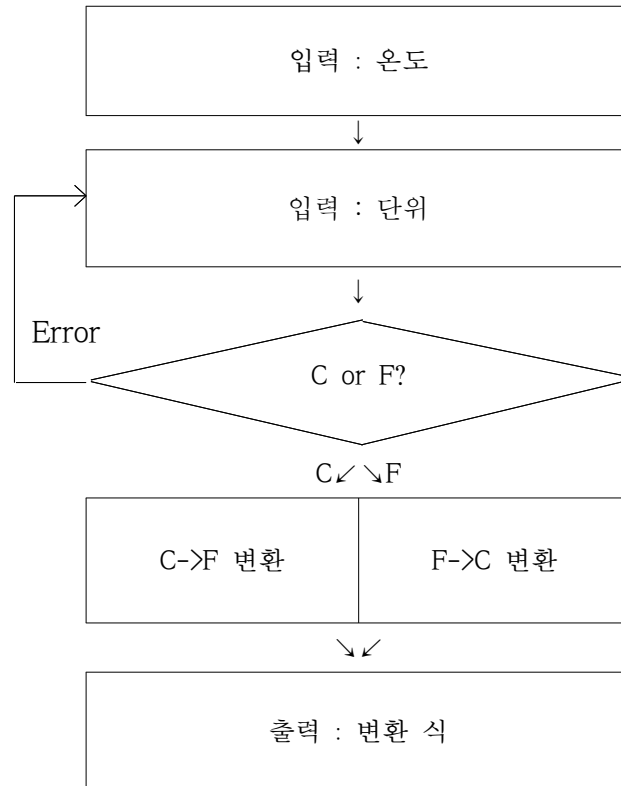 입력 : 온도
↓
입력 : 단위
↓
Error
C or F?
C↙ ↘F
C->F 변환
F->C 변환
↘↙
출력 : 변환 식